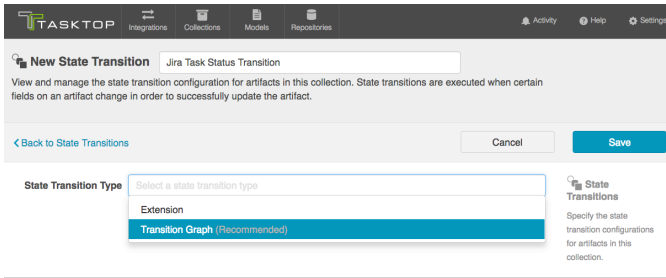 TASKTOP
Integrations
Collections
Models
Repositories
Activity
Help
Settings
New State Transition
Jira Task Status Transition
View and manage the state transition configuration for artifacts in this collection. State transitions are executed when certain
fields on an artifact change in order to successfully update the artifact.
Back to State Transitions
Cancel
Save
State Transition Type
Select a state transition type
Extension
Transition Graph (Recommended)
State
Transitions
Specify the state
transition configurations
for artifacts in this
collection.